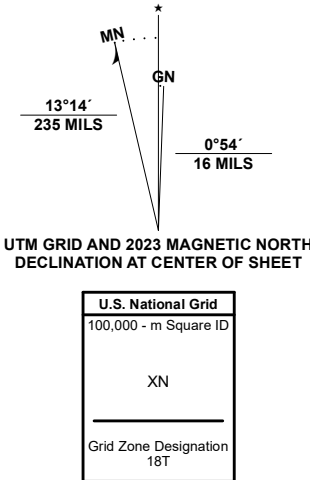 ★
MN
GN
13°14´
235 MILS
0°54´
16 MILS
UTM GRID AND 2023 MAGNETIC NORTH
DECLINATION AT CENTER OF SHEET
U.S. National Grid
100,000 - m Square ID
XN
Grid Zone Designation
18T